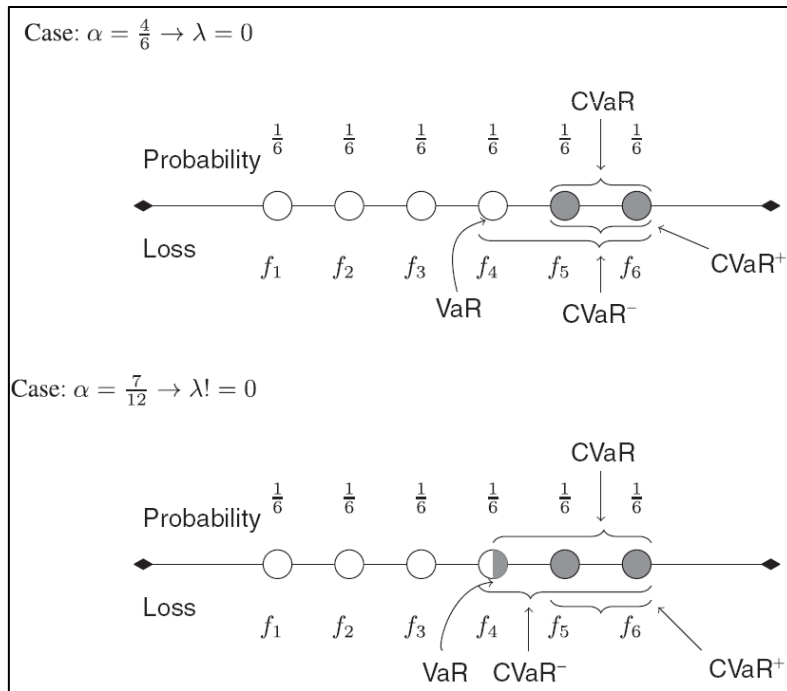 Case: α = 4/6 → λ = 0
CVaR
Probability 1/6 1/6 1/6 1/6 1/6 1/6
Loss f₁ f₂ f₃ f₄ f₅ f₆
VaR CVaR⁻ CVaR⁺
Case: α = 7/12 → λ! = 0
CVaR
Probability 1/6 1/6 1/6 1/6 1/6 1/6
Loss f₁ f₂ f₃ f₄ f₅ f₆
VaR CVaR⁻ CVaR⁺